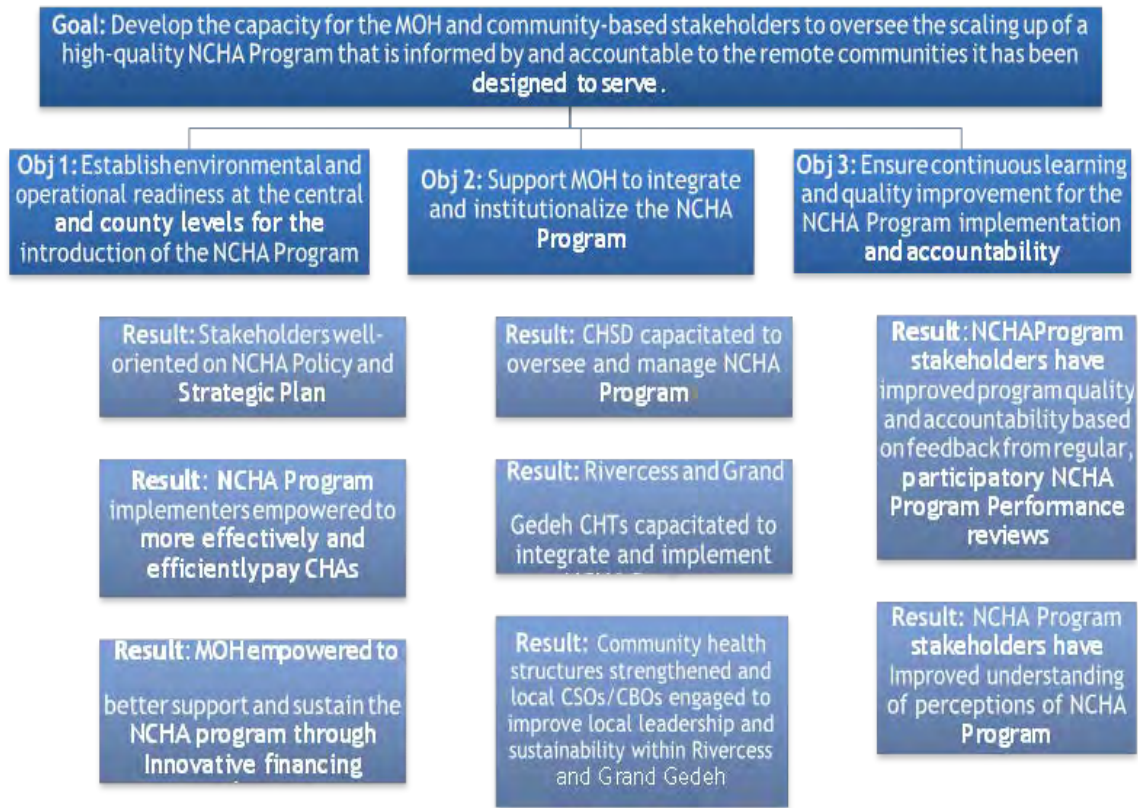 Goal: Develop the capacity for the MOH and community-based stakeholders to oversee the scaling up of a
high-quality NCHA Program that is informed by and accountable to the remote communities it has been
designed to serve.
Obj 1: Establish environmental and
operational readiness at the central
and county levels for the
introduction of the NCHA Program
Obj 2: Support MOH to integrate
and institutionalize the NCHA
Program
Obj 3: Ensure continuous learning
and quality improvement for the
NCHA Program implementation
and accountability
Result: Stakeholders well-
oriented on NCHA Policy and
Strategic Plan
Result: NCHA Program
implementers empowered to
more effectively and
efficiently pay CHAs
Result: MOH empowered to
better support and sustain the
NCHA program through
Innovative financing
Result: CHSD capacitated to
oversee and manage NCHA
Program
Result: Rivercess and Grand
Gedeh CHTs capacitated to
integrate and implement
Result: Community health
structures strengthened and
local CSOs/CBOs engaged to
improve local leadership and
sustainability within Rivercess
and Grand Gedeh
Result: NCHA Program
stakeholders have
improved program quality
and accountability based
on feedback from regular,
participatory NCHA
Program Performance
reviews
Result: NCHA Program
stakeholders have
Improved understanding
of perceptions of NCHA
Program